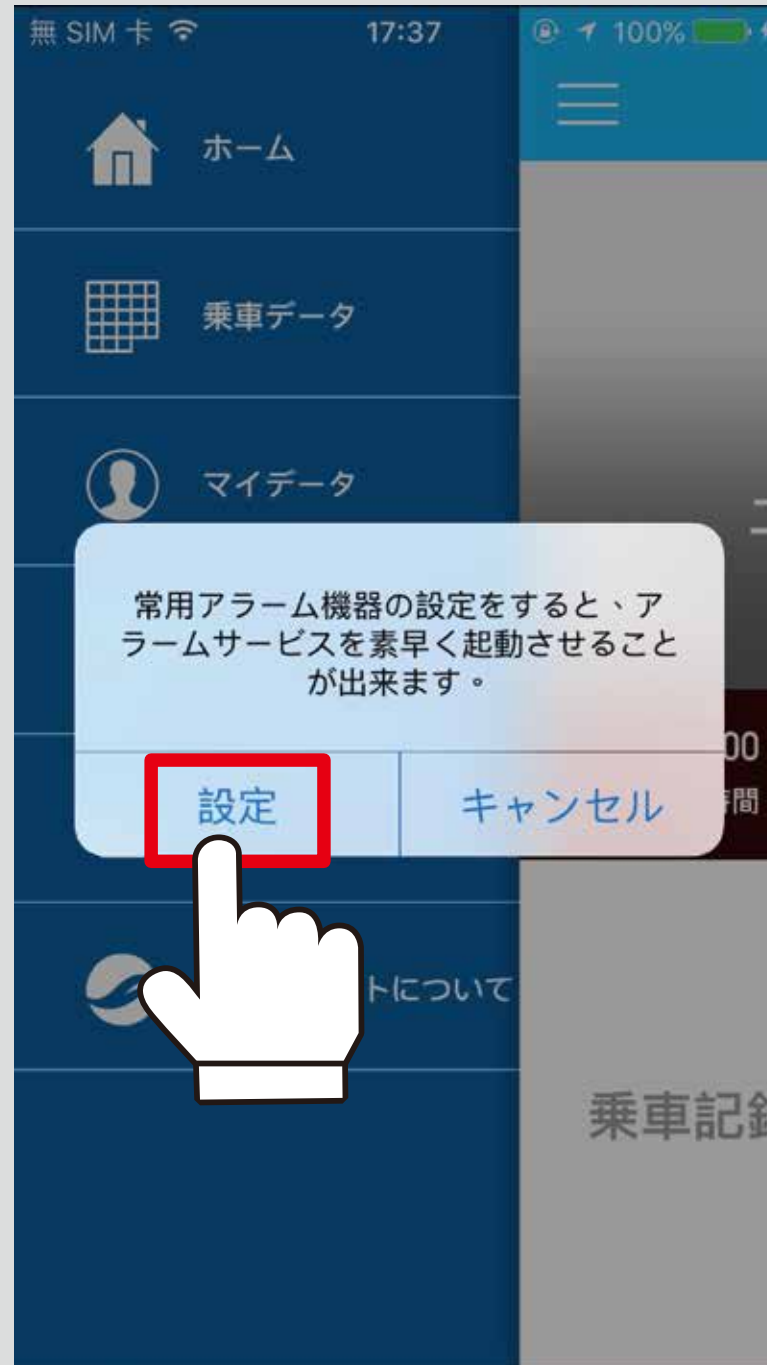 無 SIM 卡 17:37 100%
ホーム
乗車データ
マイデータ
常用アラーム機器の設定をすると、ア
ラームサービスを素早く起動させること
が出来ます。
00
間
設定 キャンセル
トについて
乗車記